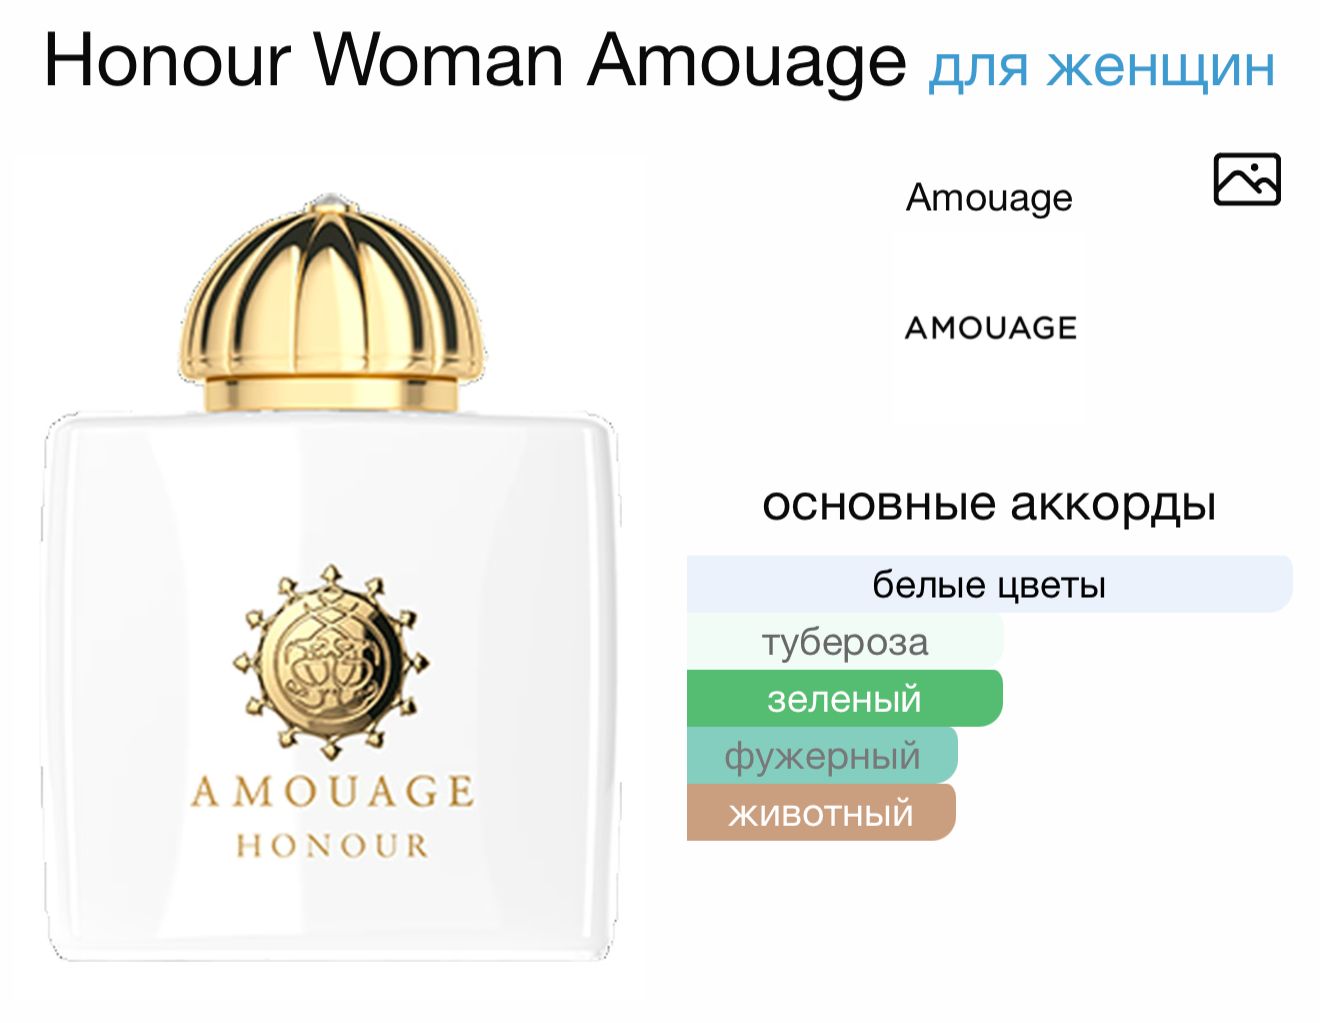 Honour Woman Amouage для женщин
Amouage
AMOUAGE
AMOUAGE
HONOUR
основные аккорды
белые цветы
тубероза
зеленый
фужерный
животный